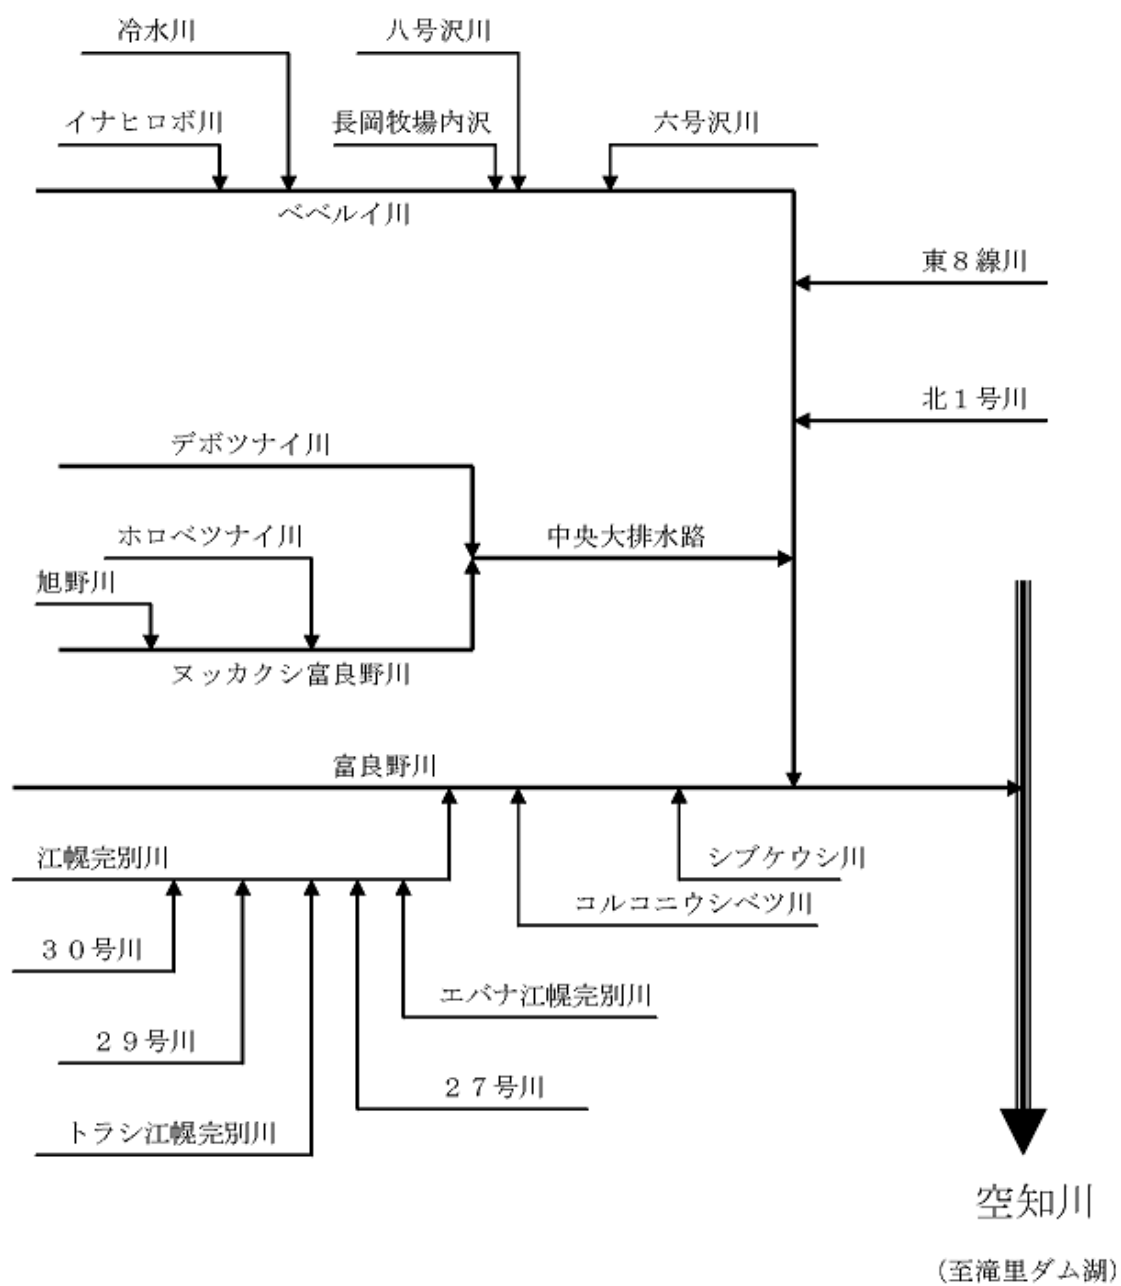 冷水川
八号沢川
イナヒロボ川
長岡牧場内沢
六号沢川
ベベルイ川
東８線川
北１号川
デボツナイ川
ホロベツナイ川
中央大排水路
旭野川
ヌッカクシ富良野川
富良野川
江幌完別川
シブケウシ川
コルコニウシベツ川
３０号川
エバナ江幌完別川
２９号川
２７号川
トラシ江幌完別川
空知川
（至滝里ダム湖）